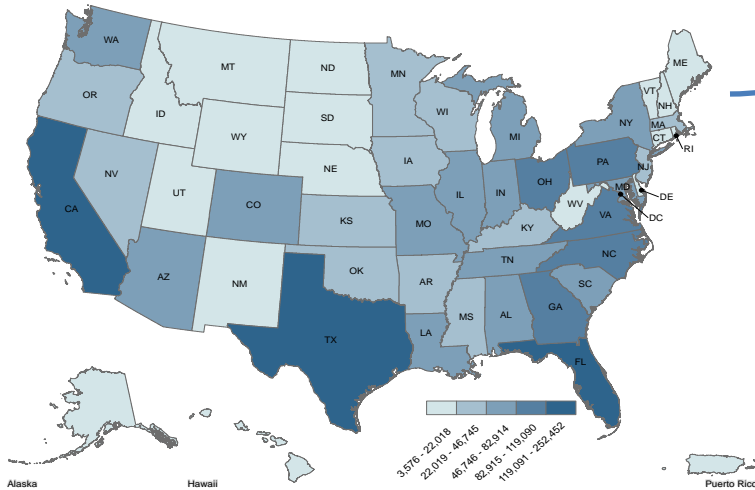 WA
MT
ND
MN
ME
VT
NH
OR
ID
SD
WI
NY
MA
CT
RI
WY
MI
NE
IA
PA
NJ
NV
UT
CO
IL
IN
OH
MD
DE
WV
DC
CA
KS
MO
KY
VA
AZ
NM
OK
AR
TN
NC
SC
TX
LA
MS
AL
GA
FL
3,576 - 22,018
22,019 - 46,745
46,746 - 82,914
82,915 - 119,090
119,091 - 252,452
Alaska
Hawaii
Puerto Rico